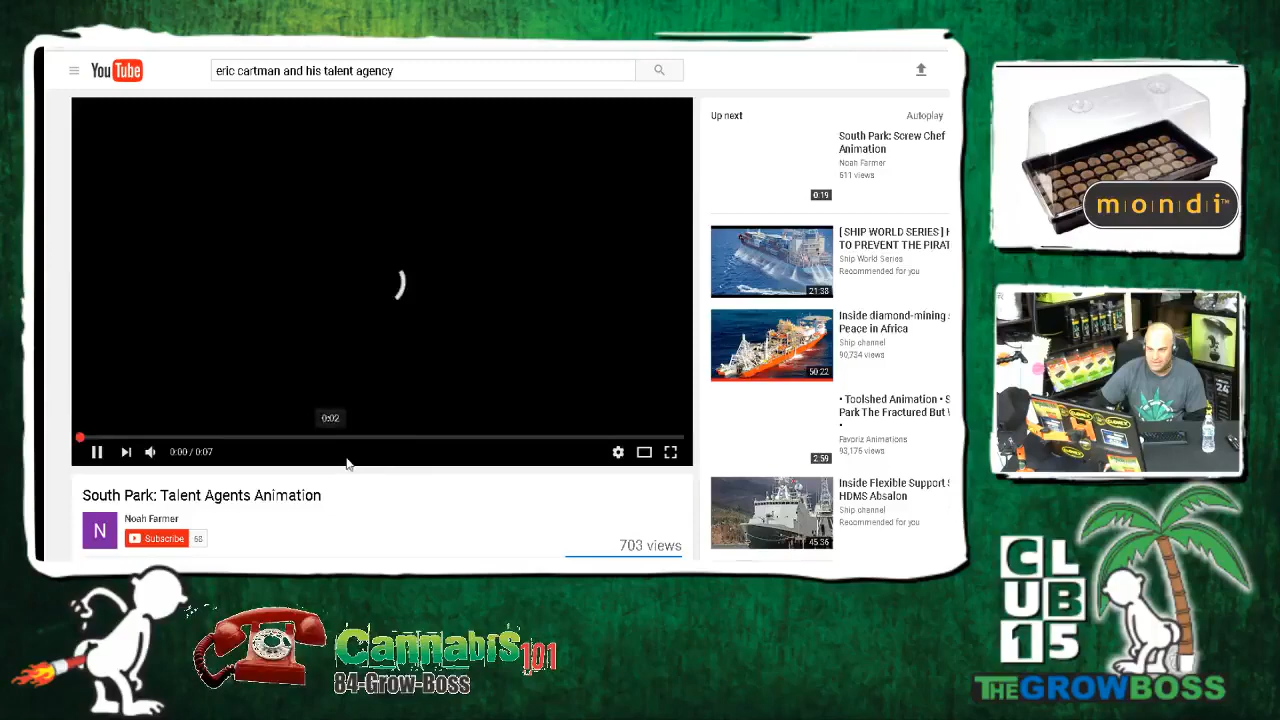 YouTube
eric cartman and his talent agency
Up next
Autoplay
South Park: Screw Chef
Animation
Noah Farmer
611 views
0:19
[ SHIP WORLD SERIES ]
TO PREVENT THE PIRAT
Ship World Series
Recommended for you
21:38
Inside diamond-mining
Peace in Africa
Ship channel
90,734 views
50:22
• Toolshed Animation • S
Park The Fractured But
•
Favoriz Animations
93,176 views
2:59
Inside Flexible Support
HDMS Absalon
Ship channel
Recommended for you
45:36
0:02
0:00 / 0:07
South Park: Talent Agents Animation
N
Noah Farmer
Subscribe
68
703 views
mondi™
24
CLUB
15
THEGROWBOSS
Cannabis 101
84-Grow-Boss